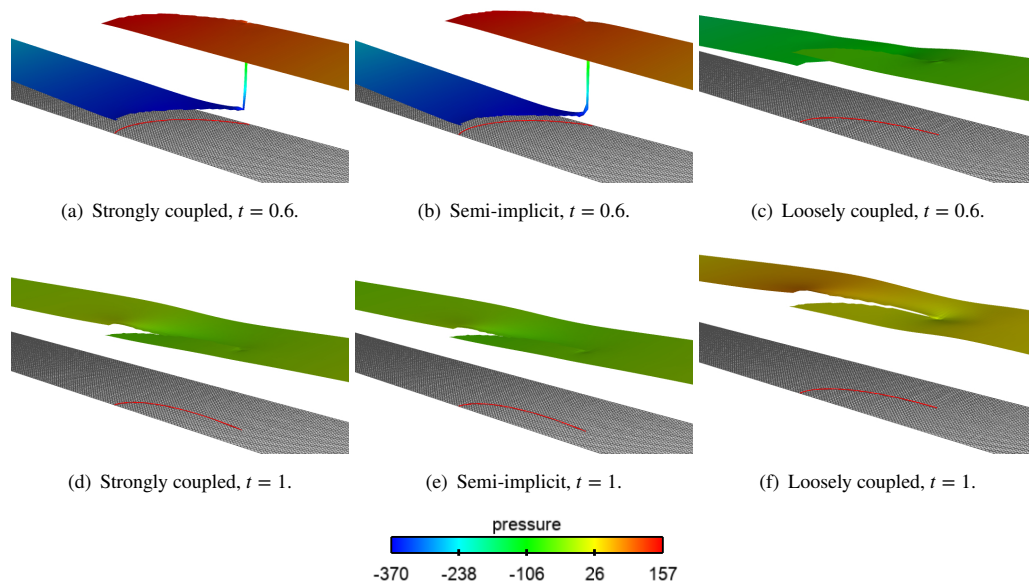 (a) Strongly coupled, t = 0.6.
(b) Semi-implicit, t = 0.6.
(c) Loosely coupled, t = 0.6.
(d) Strongly coupled, t = 1.
(e) Semi-implicit, t = 1.
(f) Loosely coupled, t = 1.
pressure
-370 -238 -106 26 157